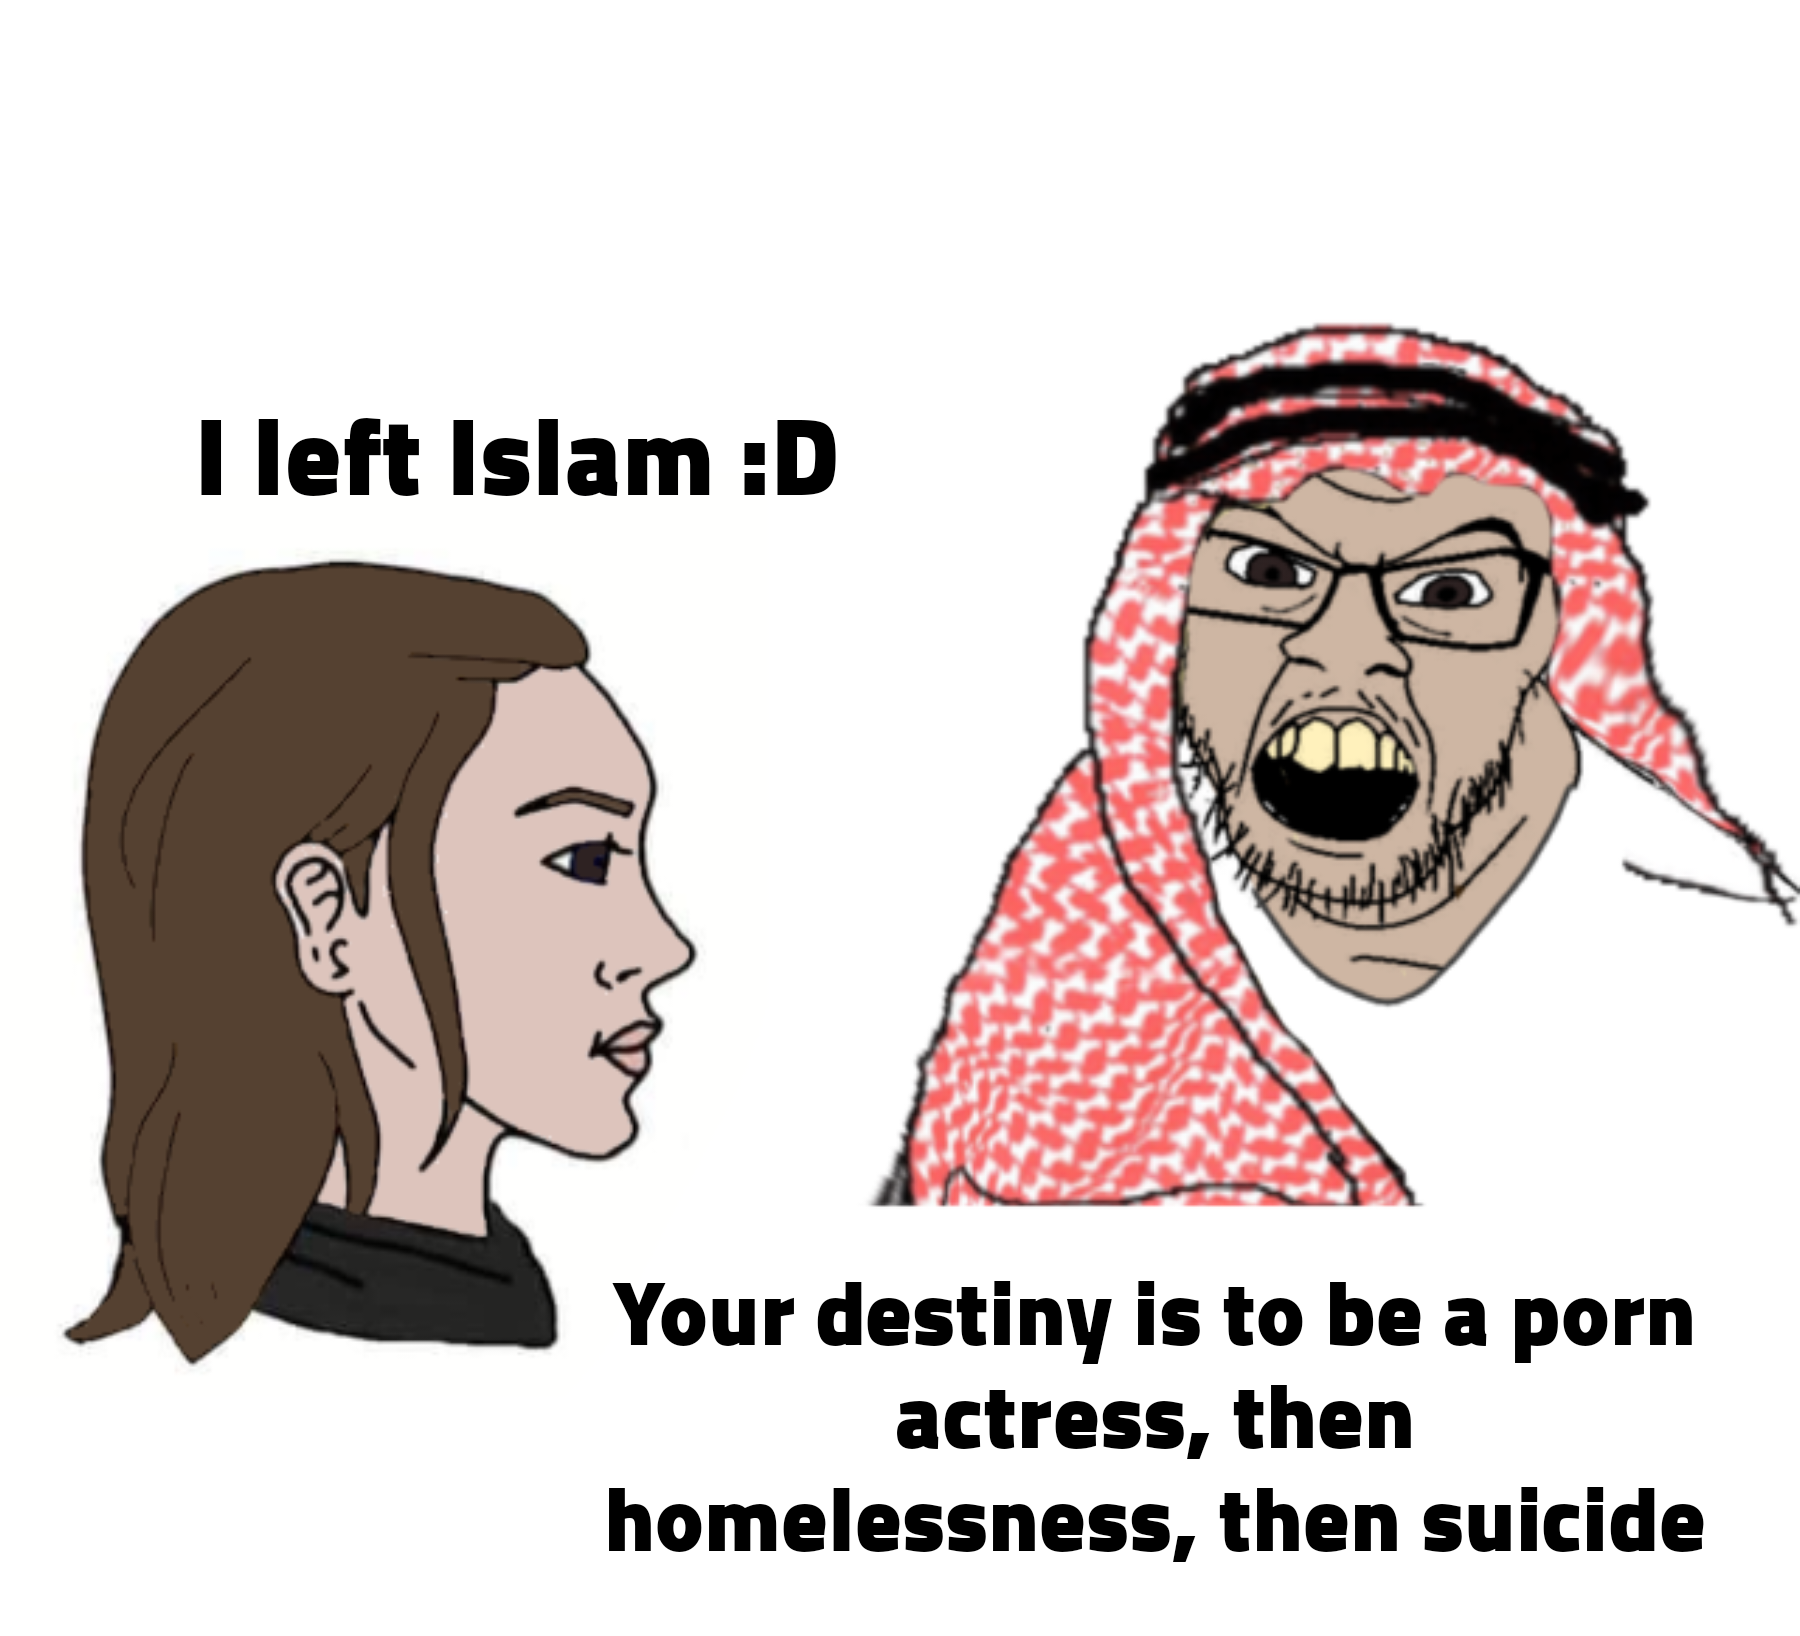 I left Islam :D
Your destiny is to be a porn
actress, then
homelessness, then suicide